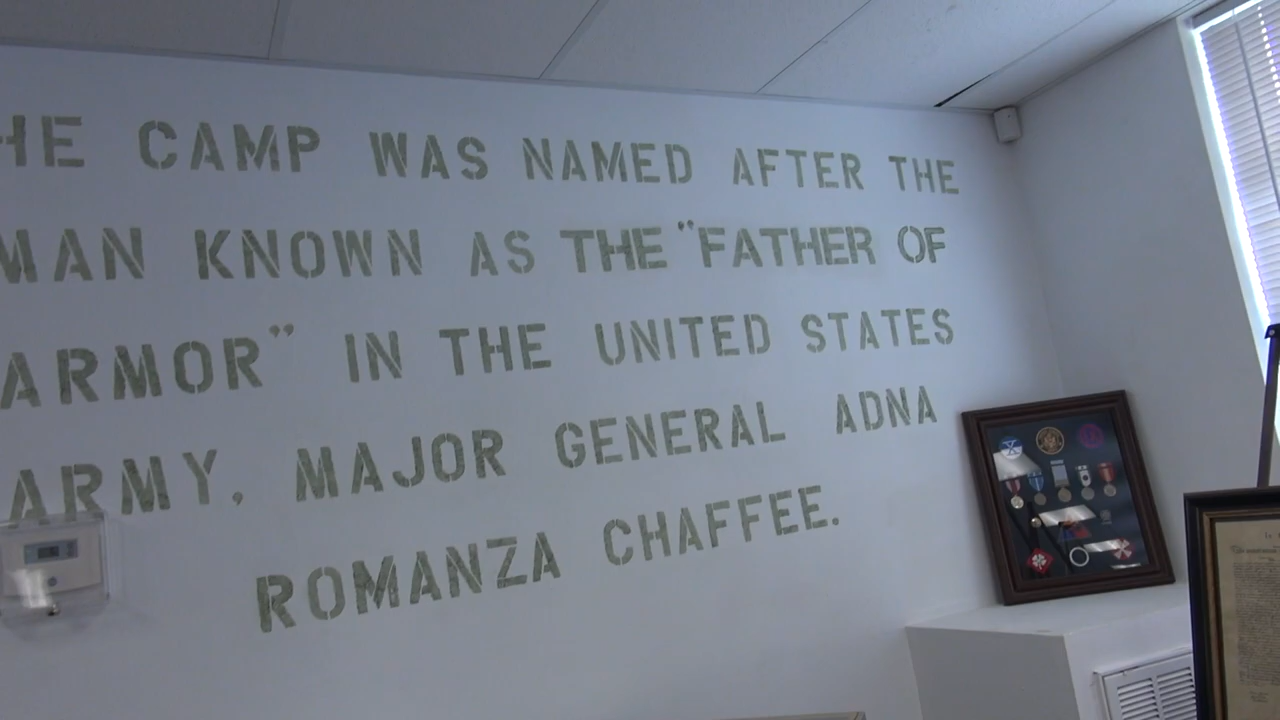 HE CAMP WAS NAMED AFTER THE
MAN KNOWN AS THE "FATHER OF
ARMOR" IN THE UNITED STATES
ARMY, MAJOR GENERAL ADNA
ROMANZA CHAFFEE.